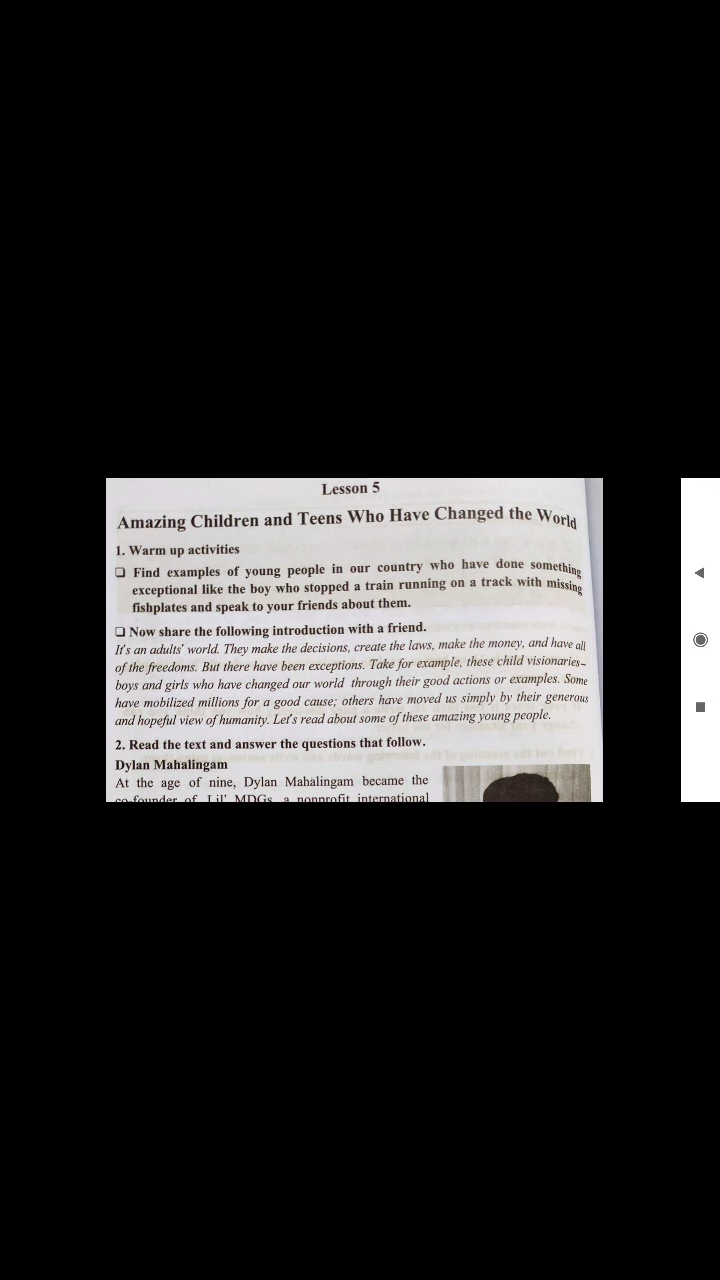 Lesson 5
Amazing Children and Teens Who Have Changed the World
1. Warm up activities
❏ Find examples of young people in our country who have done something
exceptional like the boy who stopped a train running on a track with missing
fishplates and speak to your friends about them.
❏ Now share the following introduction with a friend.
It's an adults' world. They make the decisions, create the laws, make the money, and have all
of the freedoms. But there have been exceptions. Take for example, these child visionaries–
boys and girls who have changed our world through their good actions or examples. Some
have mobilized millions for a good cause; others have moved us simply by their generous
and hopeful view of humanity. Let's read about some of these amazing young people.
2. Read the text and answer the questions that follow.
Dylan Mahalingam
At the age of nine, Dylan Mahalingam became the
co-founder of Lil' MDGs, a nonprofit international